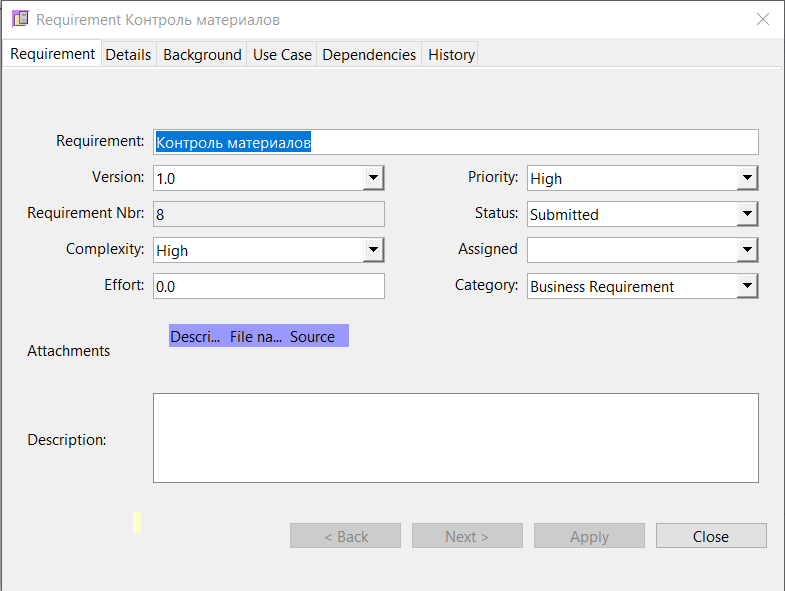 Requirement Контроль материалов
Requirement Details Background Use Case Dependencies History
Requirement: Контроль материалов
Version: 1.0 Priority: High
Requirement Nbr: 8 Status: Submitted
Complexity: High Assigned
Effort: 0.0 Category: Business Requirement
Descri... File na... Source
Attachments
Description:
< Back Next > Apply Close